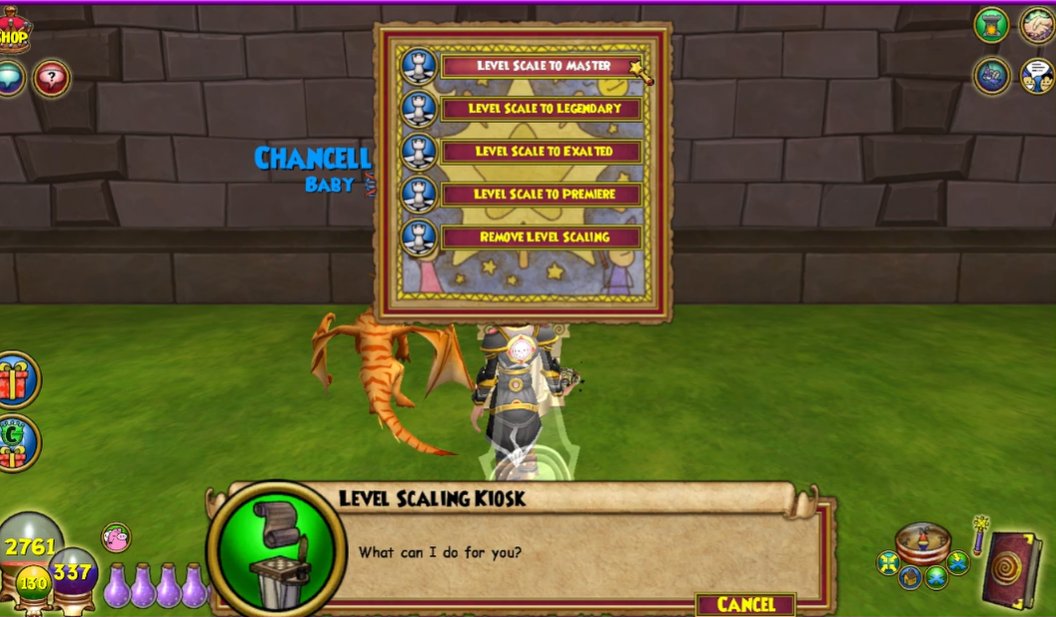 SHOP
LEVEL SCALE TO MASTER
LEVEL SCALE TO LEGENDARY
LEVEL SCALE TO EXALTED
LEVEL SCALE TO PREMIERE
REMOVE LEVEL SCALING
CHANCELL
BABY
LEVEL SCALING KIOSK
What can I do for you?
CANCEL
2761
130
337
?
C